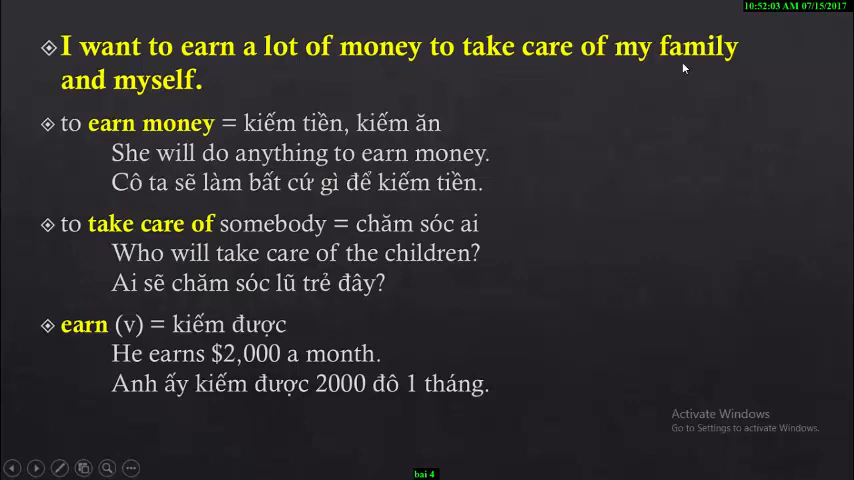 10:52:03 AM 07/15/2017
I want to earn a lot of money to take care of my family
and myself.
to earn money = kiếm tiền, kiếm ăn
She will do anything to earn money.
Cô ta sẽ làm bất cứ gì để kiếm tiền.
to take care of somebody = chăm sóc ai
Who will take care of the children?
Ai sẽ chăm sóc lũ trẻ đây?
earn (v) = kiếm được
He earns $2,000 a month.
Anh ấy kiếm được 2000 đô 1 tháng.
Activate Windows
Go to Settings to activate Windows.
bai 4